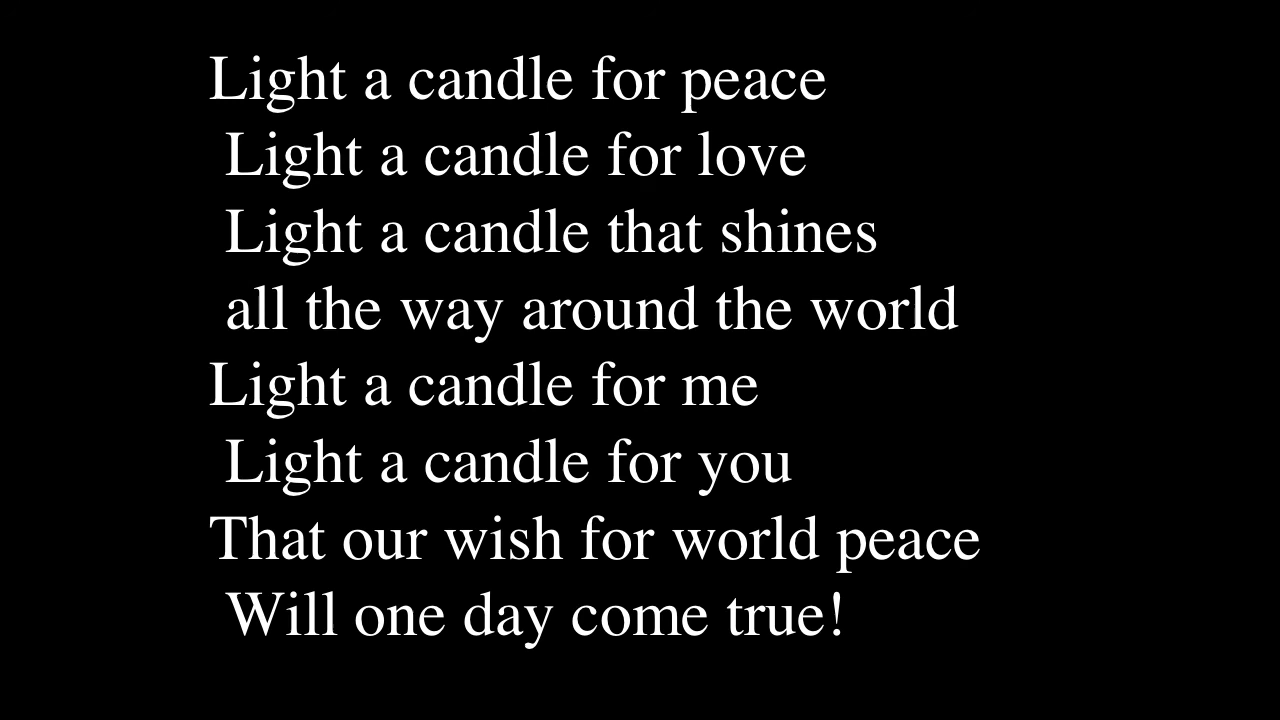 Light a candle for peace
Light a candle for love
Light a candle that shines
all the way around the world
Light a candle for me
Light a candle for you
That our wish for world peace
Will one day come true!